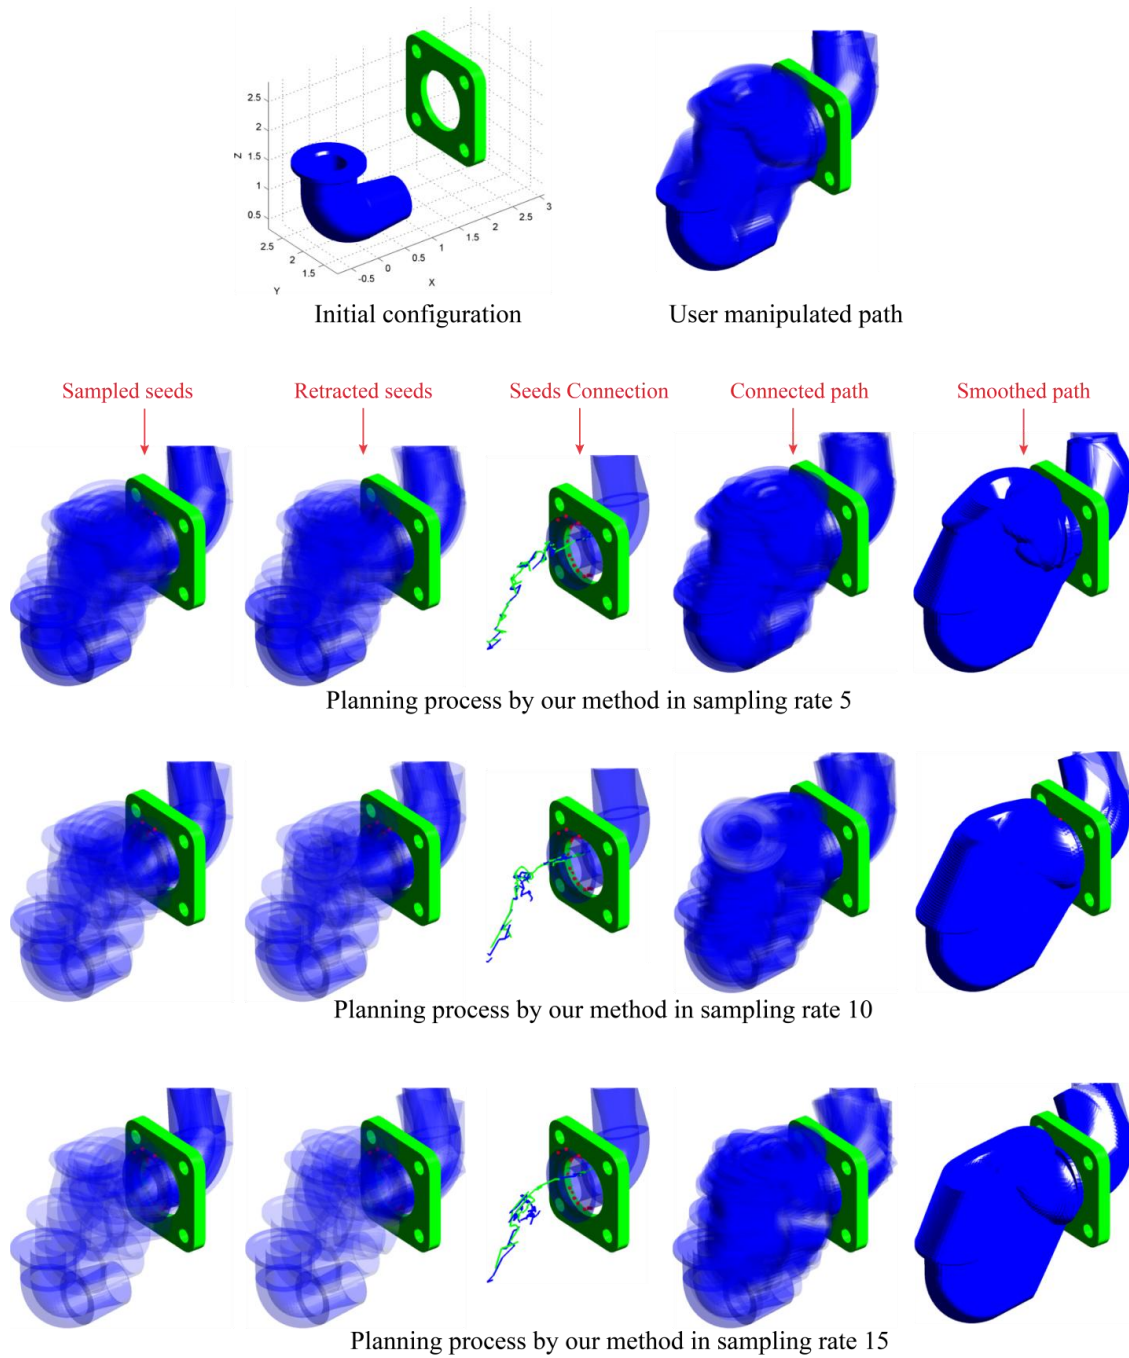 2.5
2
1.5
1
0.5
Z
2.5
2
1.5
Y
-0.5
0
0.5
1
1.5
2
2.5
3
X
Initial configuration
User manipulated path
Sampled seeds
Retracted seeds
Seeds Connection
Connected path
Smoothed path
Planning process by our method in sampling rate 5
Planning process by our method in sampling rate 10
Planning process by our method in sampling rate 15